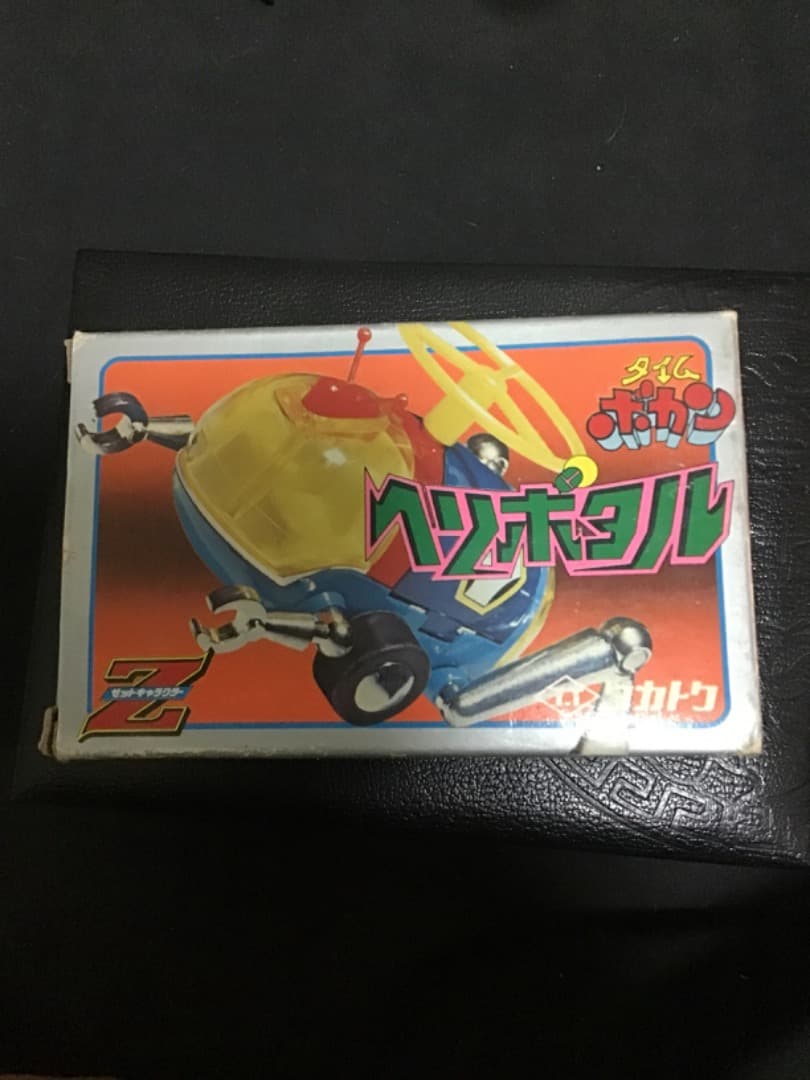 タイム
ボカン
ヘリボタル
Z
ゼットキャラクター
T.T タカトク